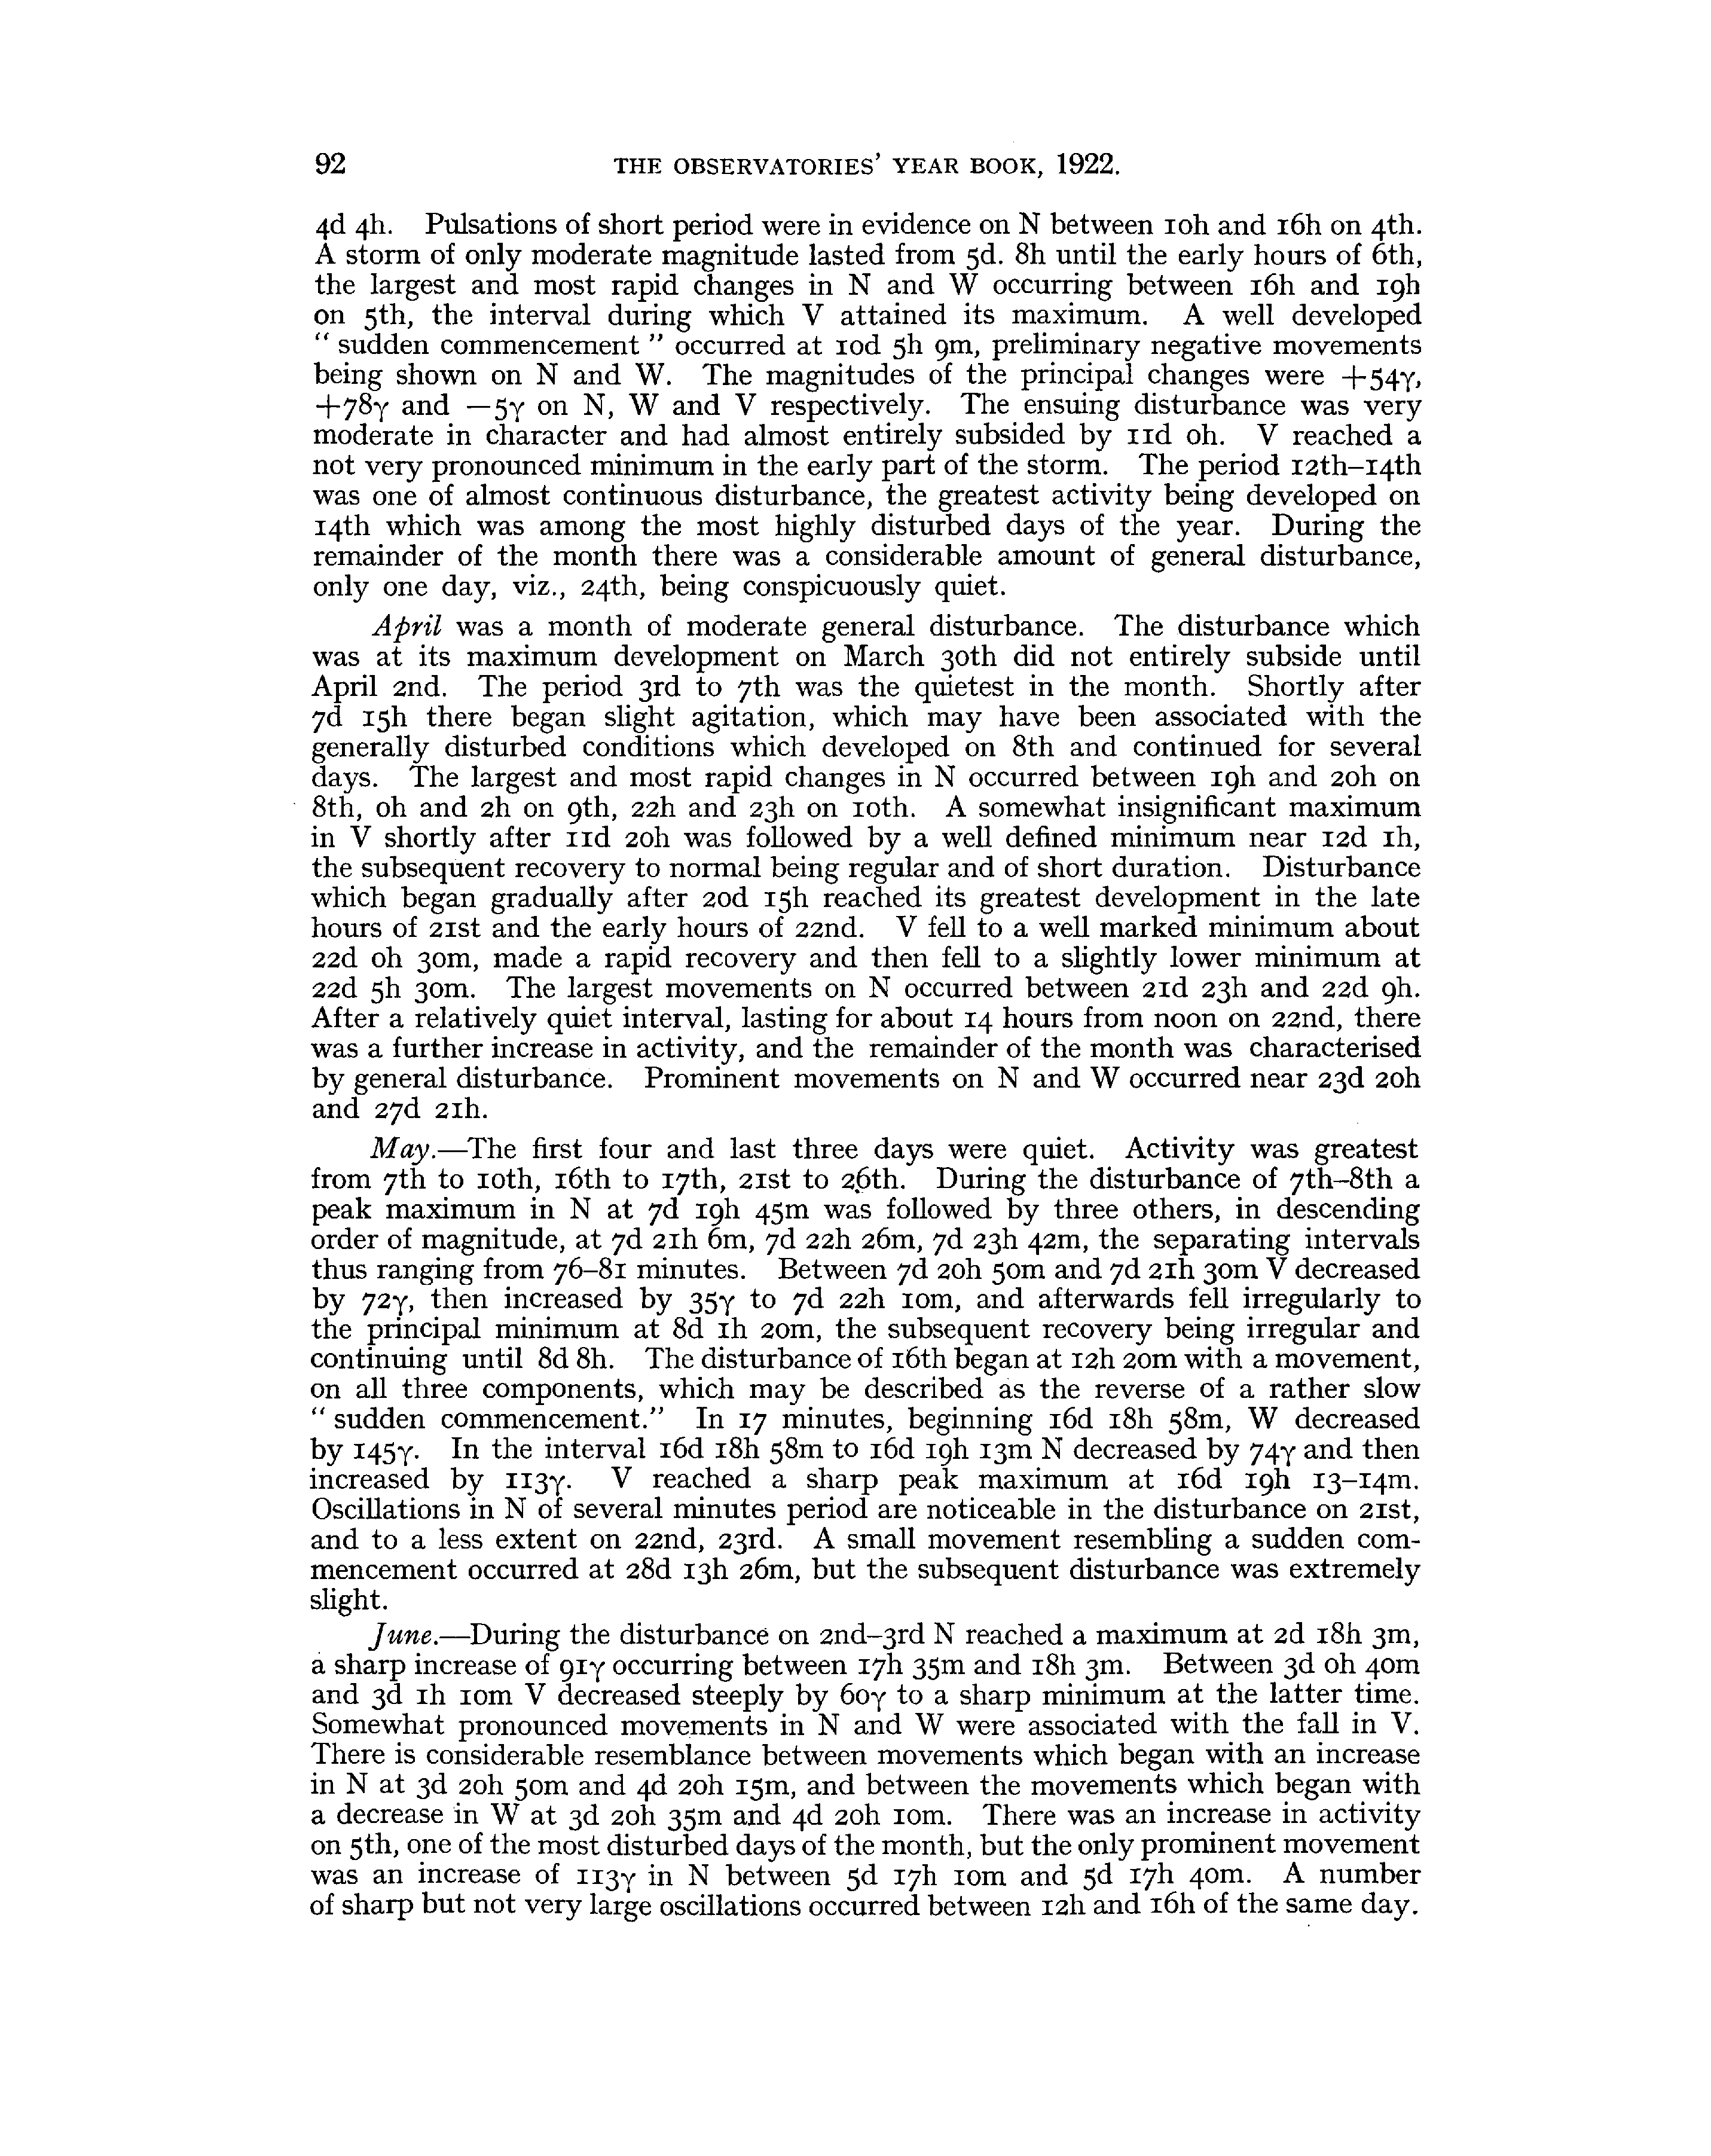 92 THE OBSERVATORIES’ YEAR BOOK, 1922.
4d 4h. Pulsations of short period were in evidence on N between 10h and 16h on 4th.
A storm of only moderate magnitude lasted from 5d. 8h until the early hours of 6th,
the largest and most rapid changes in N and W occurring between 16h and 19h
on 5th, the interval during which V attained its maximum. A well developed
“ sudden commencement ” occurred at 10d 5h 9m, preliminary negative movements
being shown on N and W. The magnitudes of the principal changes were +54γ,
+78γ and —5γ on N, W and V respectively. The ensuing disturbance was very
moderate in character and had almost entirely subsided by 11d 0h. V reached a
not very pronounced minimum in the early part of the storm. The period 12th–14th
was one of almost continuous disturbance, the greatest activity being developed on
14th which was among the most highly disturbed days of the year. During the
remainder of the month there was a considerable amount of general disturbance,
only one day, viz., 24th, being conspicuously quiet.
April was a month of moderate general disturbance. The disturbance which
was at its maximum development on March 30th did not entirely subside until
April 2nd. The period 3rd to 7th was the quietest in the month. Shortly after
7d 15h there began slight agitation, which may have been associated with the
generally disturbed conditions which developed on 8th and continued for several
days. The largest and most rapid changes in N occurred between 19h and 20h on
8th, 0h and 2h on 9th, 22h and 23h on 10th. A somewhat insignificant maximum
in V shortly after 11d 20h was followed by a well defined minimum near 12d 1h,
the subsequent recovery to normal being regular and of short duration. Disturbance
which began gradually after 20d 15h reached its greatest development in the late
hours of 21st and the early hours of 22nd. V fell to a well marked minimum about
22d 0h 30m, made a rapid recovery and then fell to a slightly lower minimum at
22d 5h 30m. The largest movements on N occurred between 21d 23h and 22d 9h.
After a relatively quiet interval, lasting for about 14 hours from noon on 22nd, there
was a further increase in activity, and the remainder of the month was characterised
by general disturbance. Prominent movements on N and W occurred near 23d 20h
and 27d 21h.
May.—The first four and last three days were quiet. Activity was greatest
from 7th to 10th, 16th to 17th, 21st to 26th. During the disturbance of 7th–8th a
peak maximum in N at 7d 19h 45m was followed by three others, in descending
order of magnitude, at 7d 21h 6m, 7d 22h 26m, 7d 23h 42m, the separating intervals
thus ranging from 76–81 minutes. Between 7d 20h 50m and 7d 21h 30m V decreased
by 72γ, then increased by 35γ to 7d 22h 10m, and afterwards fell irregularly to
the principal minimum at 8d 1h 20m, the subsequent recovery being irregular and
continuing until 8d 8h. The disturbance of 16th began at 12h 20m with a movement,
on all three components, which may be described as the reverse of a rather slow
“ sudden commencement.” In 17 minutes, beginning 16d 18h 58m, W decreased
by 145γ. In the interval 16d 18h 58m to 16d 19h 13m N decreased by 74γ and then
increased by 113γ. V reached a sharp peak maximum at 16d 19h 13–14m.
Oscillations in N of several minutes period are noticeable in the disturbance on 21st,
and to a less extent on 22nd, 23rd. A small movement resembling a sudden com-
mencement occurred at 28d 13h 26m, but the subsequent disturbance was extremely
slight.
June.—During the disturbance on 2nd–3rd N reached a maximum at 2d 18h 3m,
a sharp increase of 91γ occurring between 17h 35m and 18h 3m. Between 3d 0h 40m
and 3d 1h 10m V decreased steeply by 60γ to a sharp minimum at the latter time.
Somewhat pronounced movements in N and W were associated with the fall in V.
There is considerable resemblance between movements which began with an increase
in N at 3d 20h 50m and 4d 20h 15m, and between the movements which began with
a decrease in W at 3d 20h 35m and 4d 20h 10m. There was an increase in activity
on 5th, one of the most disturbed days of the month, but the only prominent movement
was an increase of 113γ in N between 5d 17h 10m and 5d 17h 40m. A number
of sharp but not very large oscillations occurred between 12h and 16h of the same day.